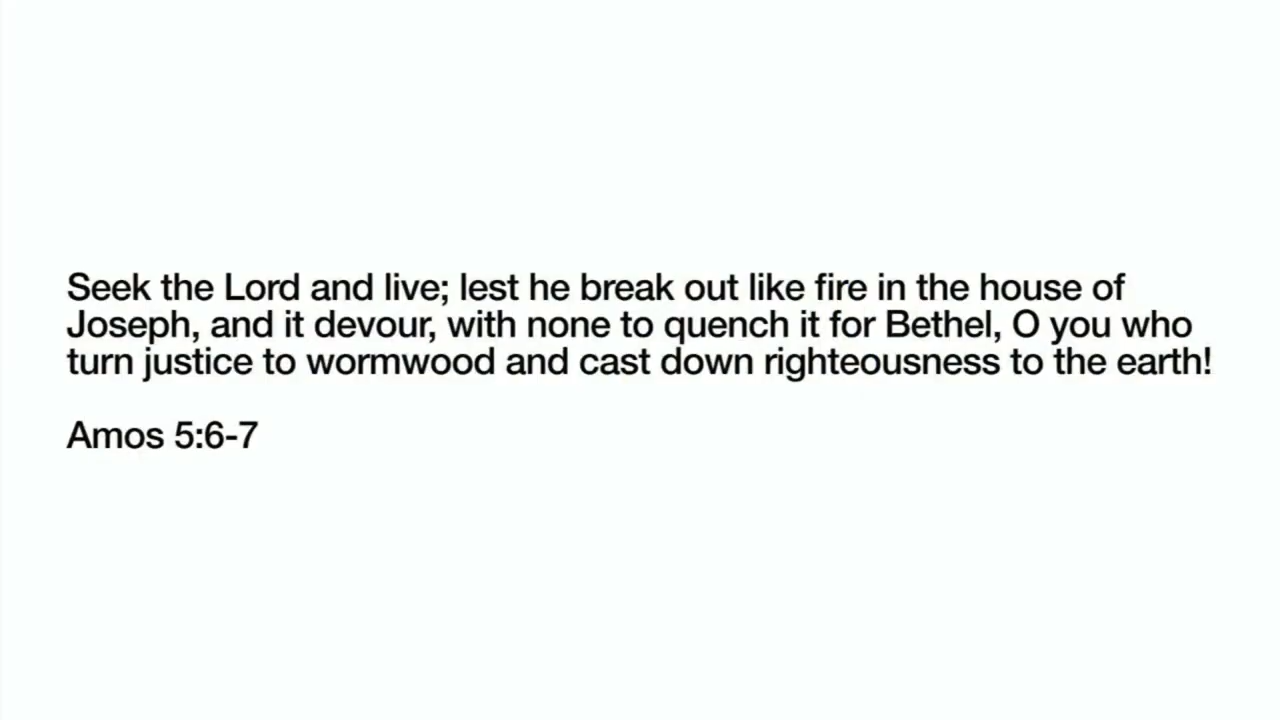 Seek the Lord and live; lest he break out like fire in the house of
Joseph, and it devour, with none to quench it for Bethel, O you who
turn justice to wormwood and cast down righteousness to the earth!
Amos 5:6-7